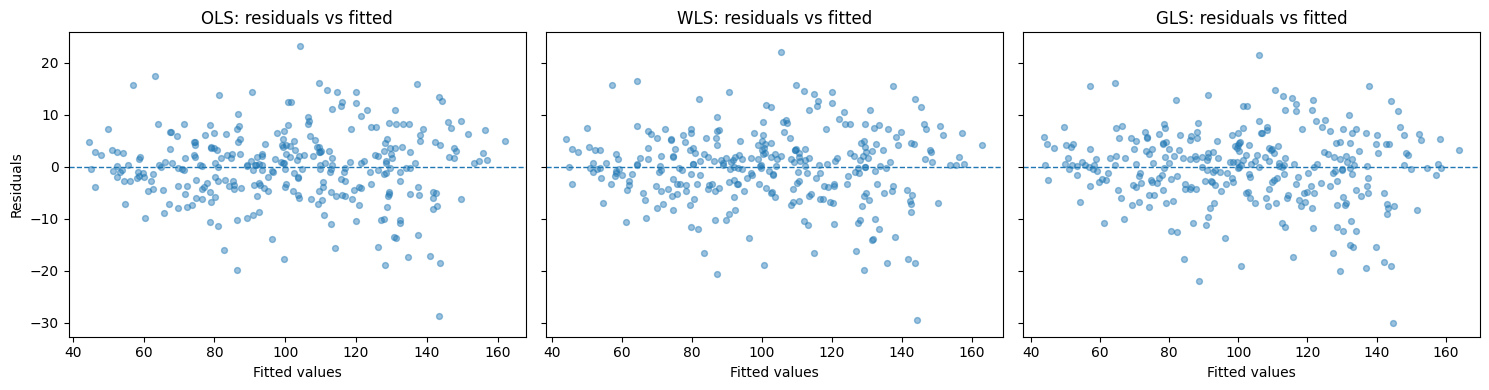 OLS: residuals vs fitted
WLS: residuals vs fitted
GLS: residuals vs fitted
Residuals
20
10
0
−10
−20
−30
40 60 80 100 120 140 160
40 60 80 100 120 140 160
40 60 80 100 120 140 160
Fitted values
Fitted values
Fitted values